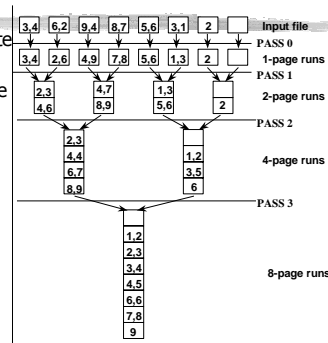 3,4 6,2 9,4 8,7 5,6 3,1 2 Input file
te
PASS 0
3,4 2,6 4,9 7,8 5,6 1,3 2 1-page runs
PASS 1
e
2,3 4,7 1,3 2-page runs
4,6 8,9 5,6 2
PASS 2
2,3
4,4 1,2 4-page runs
6,7 3,5
8,9 6
PASS 3
1,2 8-page runs
2,3
3,4
4,5
6,6
7,8
9